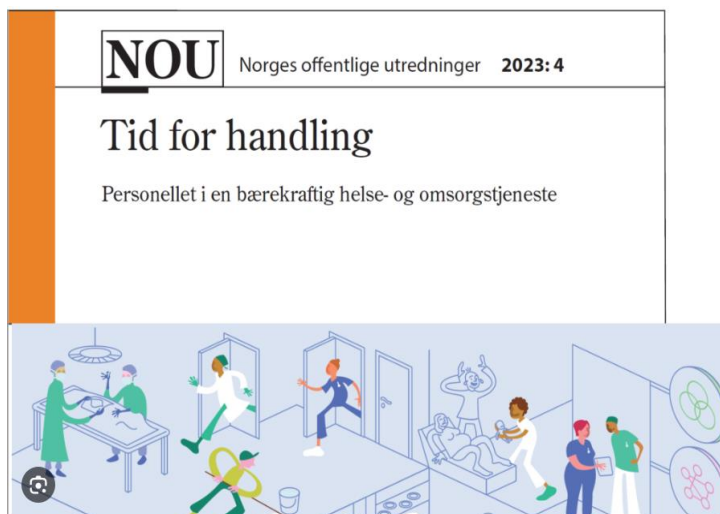 NOU Norges offentlige utredninger 2023: 4
Tid for handling
Personellet i en bærekraftig helse- og omsorgstjeneste